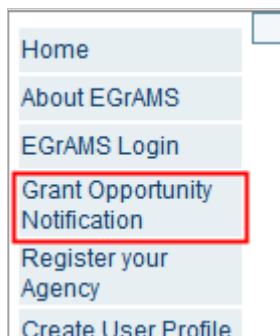 Home
About EGrAMS
EGrAMS Login
Grant Opportunity
Notification
Register your
Agency
Create User Profile